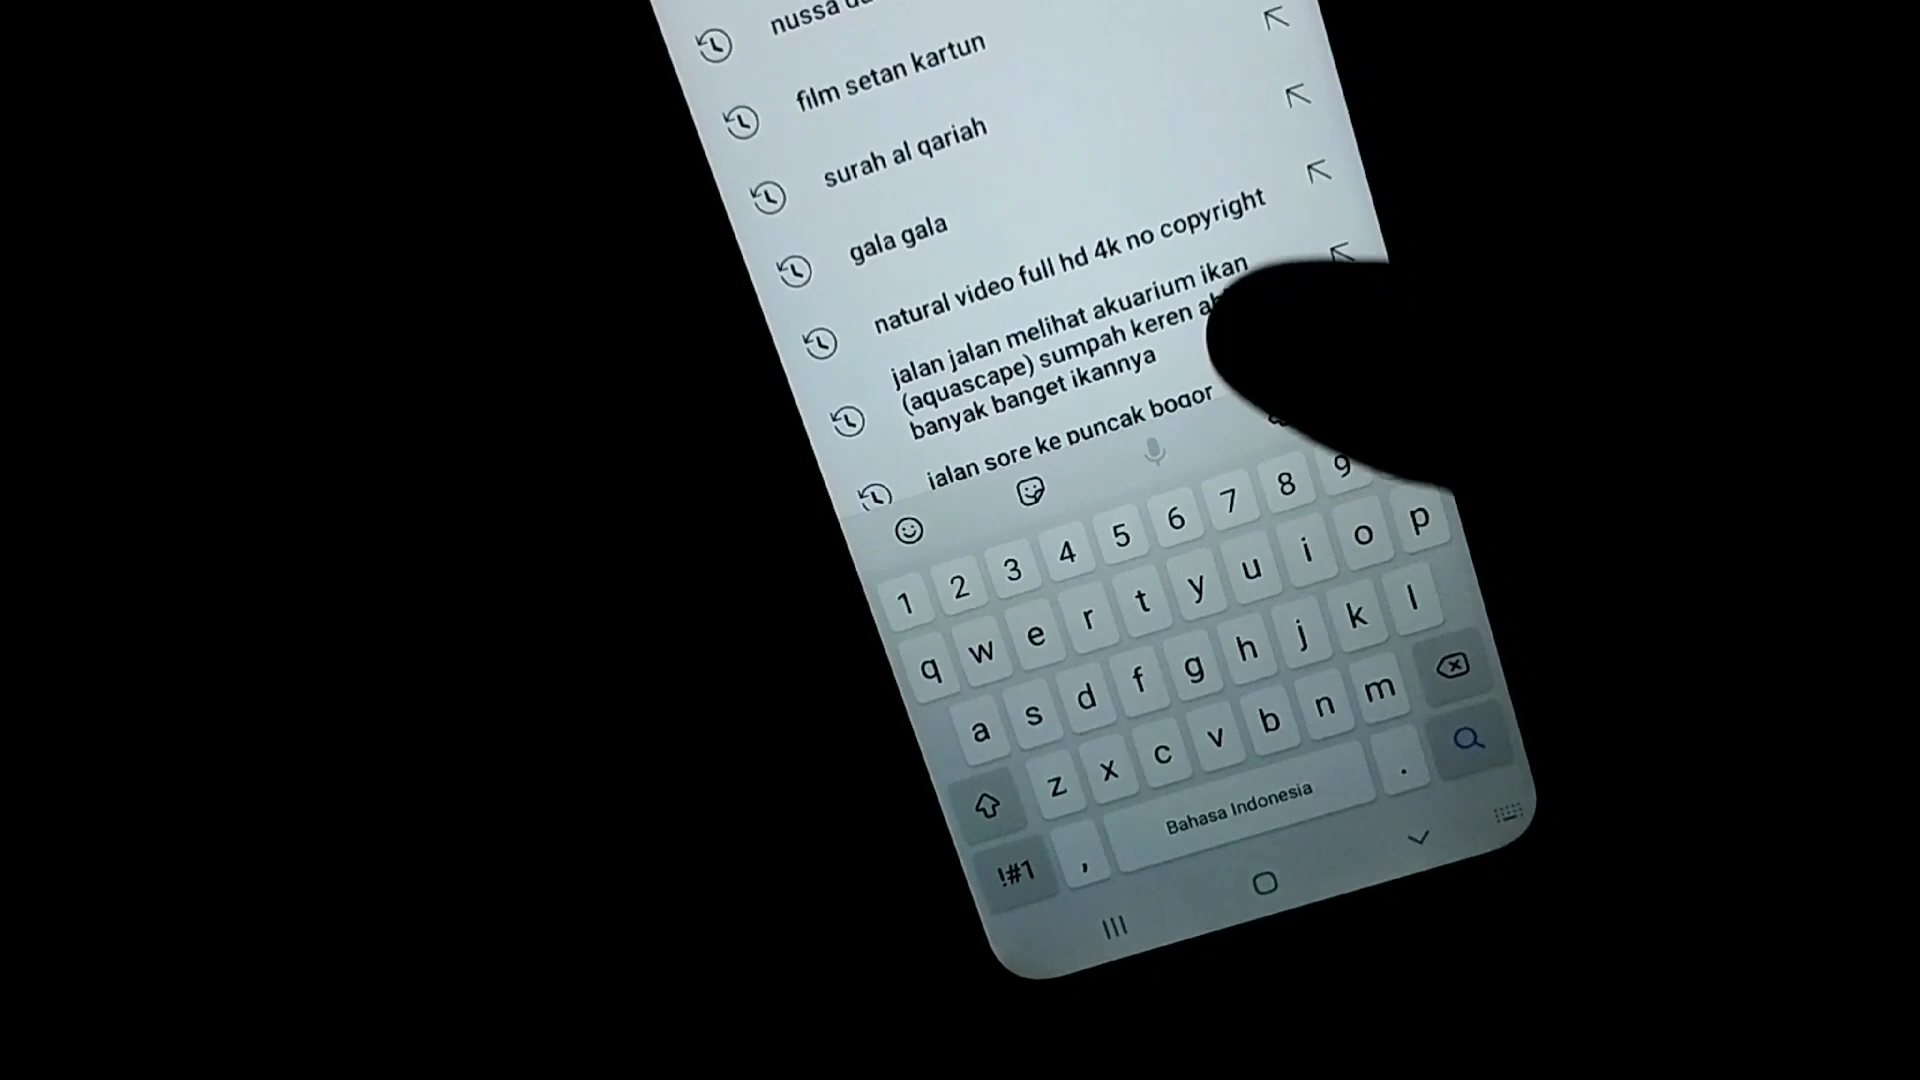 nussa
film setan kartun
surah al qariah
gala gala
natural video full hd 4k no copyright
jalan jalan melihat akuarium ikan
(aquascape) sumpah keren
banyak banget ikannya
jalan sore ke puncak bogor
1 2 3 4 5 6 7 8 9
q w e r t y u i o p
a s d f g h j k l
z x c v b n m
!#1 , Bahasa Indonesia .